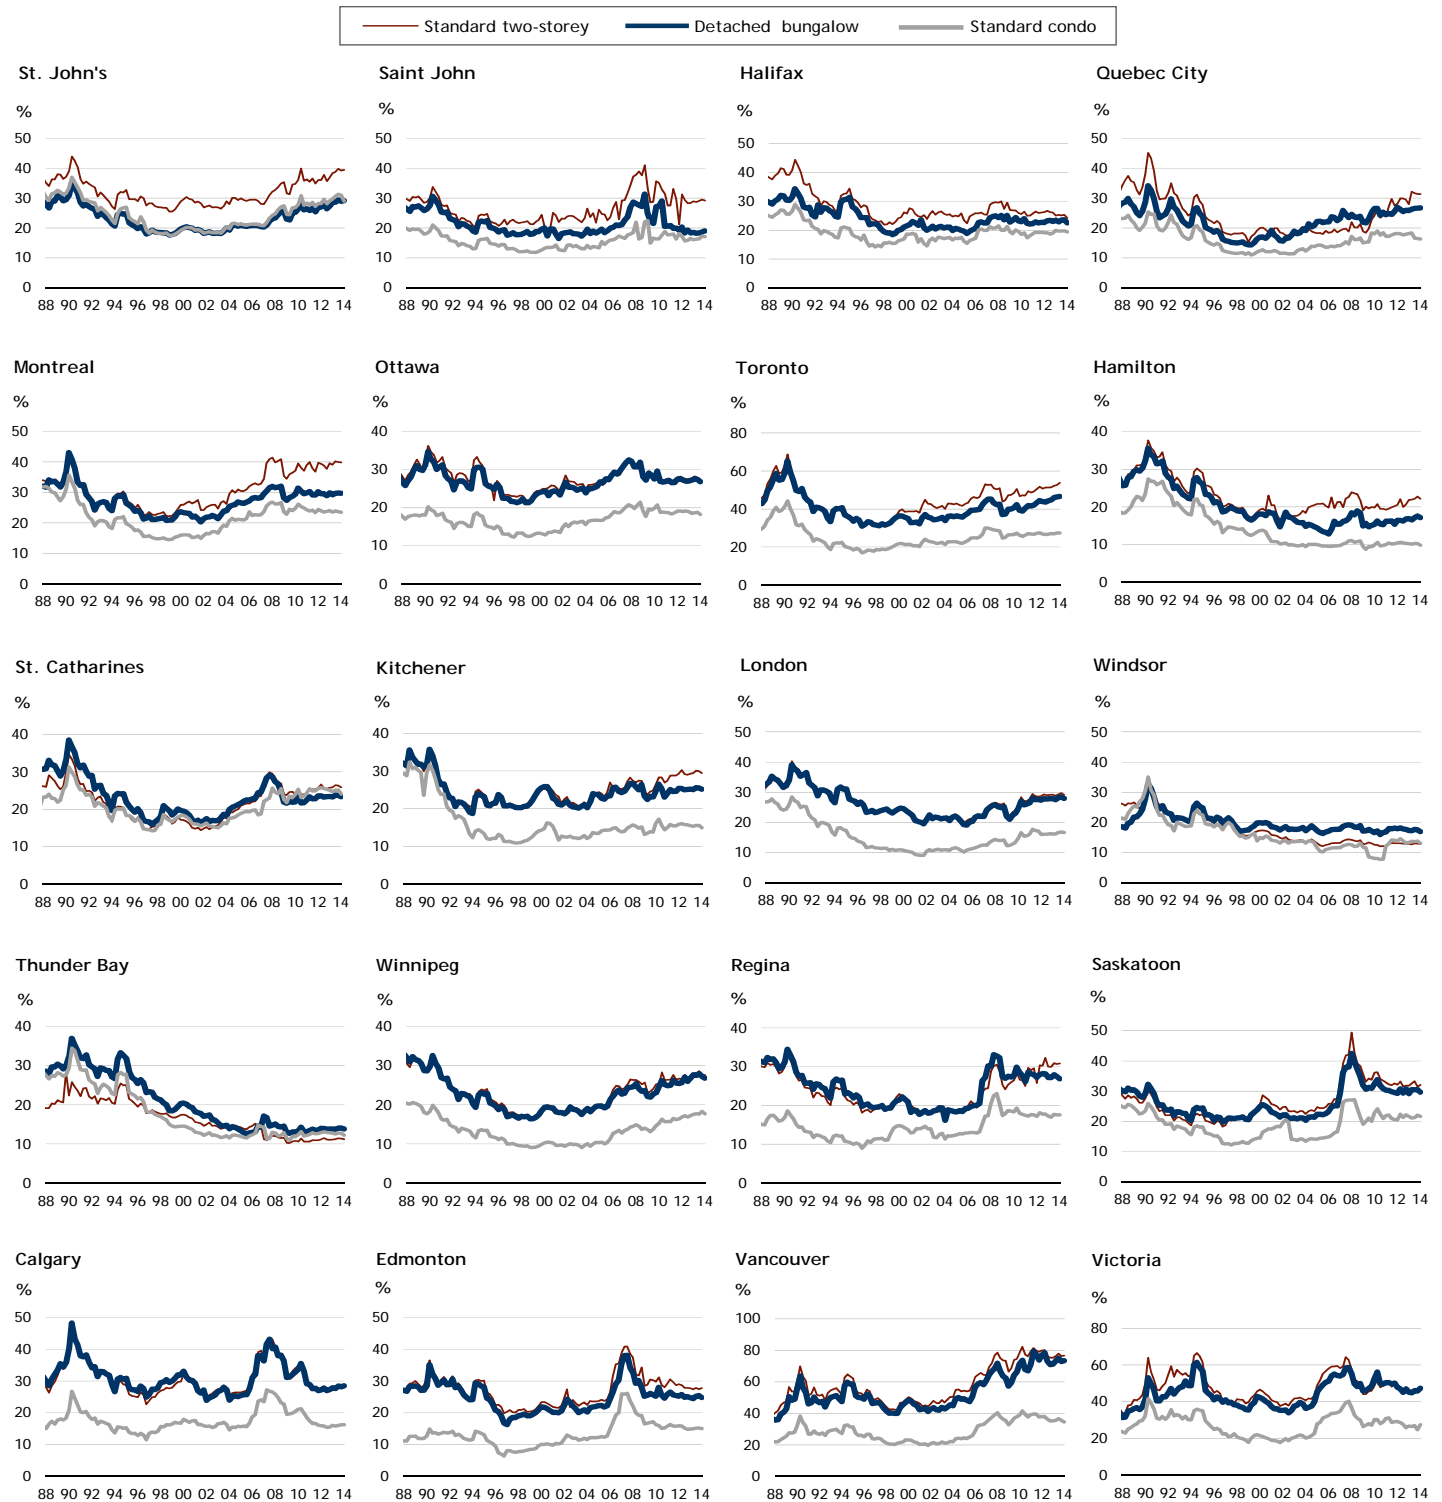 Standard two-storey Detached bungalow Standard condo
St. John's Saint John Halifax Quebec City
% % % %
50 50 50 50
40 40 40 40
30 30 30 30
20 20 20 20
10 10 10 10
0 0 0 0
88 90 92 94 96 98 00 02 04 06 08 10 12 14 88 90 92 94 96 98 00 02 04 06 08 10 12 14 88 90 92 94 96 98 00 02 04 06 08 10 12 14 88 90 92 94 96 98 00 02 04 06 08 10 12 14
Montreal Ottawa Toronto Hamilton
% % % %
50 40 80 40
40 30 60 30
30 20 40 20
20 10 20 10
10 0 0 0
0
88 90 92 94 96 98 00 02 04 06 08 10 12 14 88 90 92 94 96 98 00 02 04 06 08 10 12 14 88 90 92 94 96 98 00 02 04 06 08 10 12 14 88 90 92 94 96 98 00 02 04 06 08 10 12 14
St. Catharines Kitchener London Windsor
% % % %
40 40 50 50
30 30 40 40
20 20 30 30
10 10 20 20
0 0 10 10
0 0
88 90 92 94 96 98 00 02 04 06 08 10 12 14 88 90 92 94 96 98 00 02 04 06 08 10 12 14 88 90 92 94 96 98 00 02 04 06 08 10 12 14 88 90 92 94 96 98 00 02 04 06 08 10 12 14
Thunder Bay Winnipeg Regina Saskatoon
% % % %
40 40 40 50
30 30 30 40
20 20 20 30
10 10 10 20
0 0 0 10
0
88 90 92 94 96 98 00 02 04 06 08 10 12 14 88 90 92 94 96 98 00 02 04 06 08 10 12 14 88 90 92 94 96 98 00 02 04 06 08 10 12 14 88 90 92 94 96 98 00 02 04 06 08 10 12 14
Calgary Edmonton Vancouver Victoria
% % % %
50 50 100 80
40 40 80 60
30 30 60 40
20 20 40 20
10 10 20 0
0 0 0
88 90 92 94 96 98 00 02 04 06 08 10 12 14 88 90 92 94 96 98 00 02 04 06 08 10 12 14 88 90 92 94 96 98 00 02 04 06 08 10 12 14 88 90 92 94 96 98 00 02 04 06 08 10 12 14